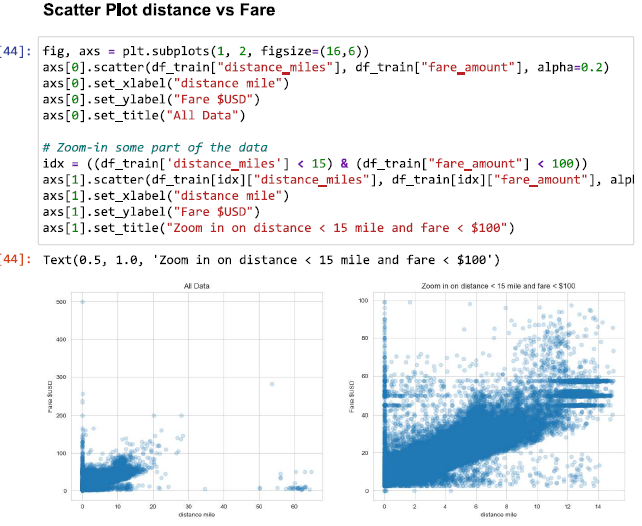 Scatter Plot distance vs Fare
[44]: fig, axs = plt.subplots(1, 2, figsize=(16,6))
axs[0].scatter(df_train["distance_miles"], df_train["fare_amount"], alpha=0.2)
axs[0].set_xlabel("distance mile")
axs[0].set_ylabel("Fare $USD")
axs[0].set_title("All Data")
# Zoom-in some part of the data
idx = ((df_train['distance_miles'] < 15) & (df_train["fare_amount"] < 100))
axs[1].scatter(df_train[idx]["distance_miles"], df_train[idx]["fare_amount"], alp
axs[1].set_xlabel("distance mile")
axs[1].set_ylabel("Fare $USD")
axs[1].set_title("Zoom in on distance < 15 mile and fare < $100")
[44]: Text(0.5, 1.0, 'Zoom in on distance < 15 mile and fare < $100')
All Data
500
400
300
200
100
0
Fare $USD
0 10 20 30 40 50 60
distance mile
Zoom in on distance < 15 mile and fare < $100
100
80
60
40
20
0
Fare $USD
0 2 4 6 8 10 12 14
distance mile